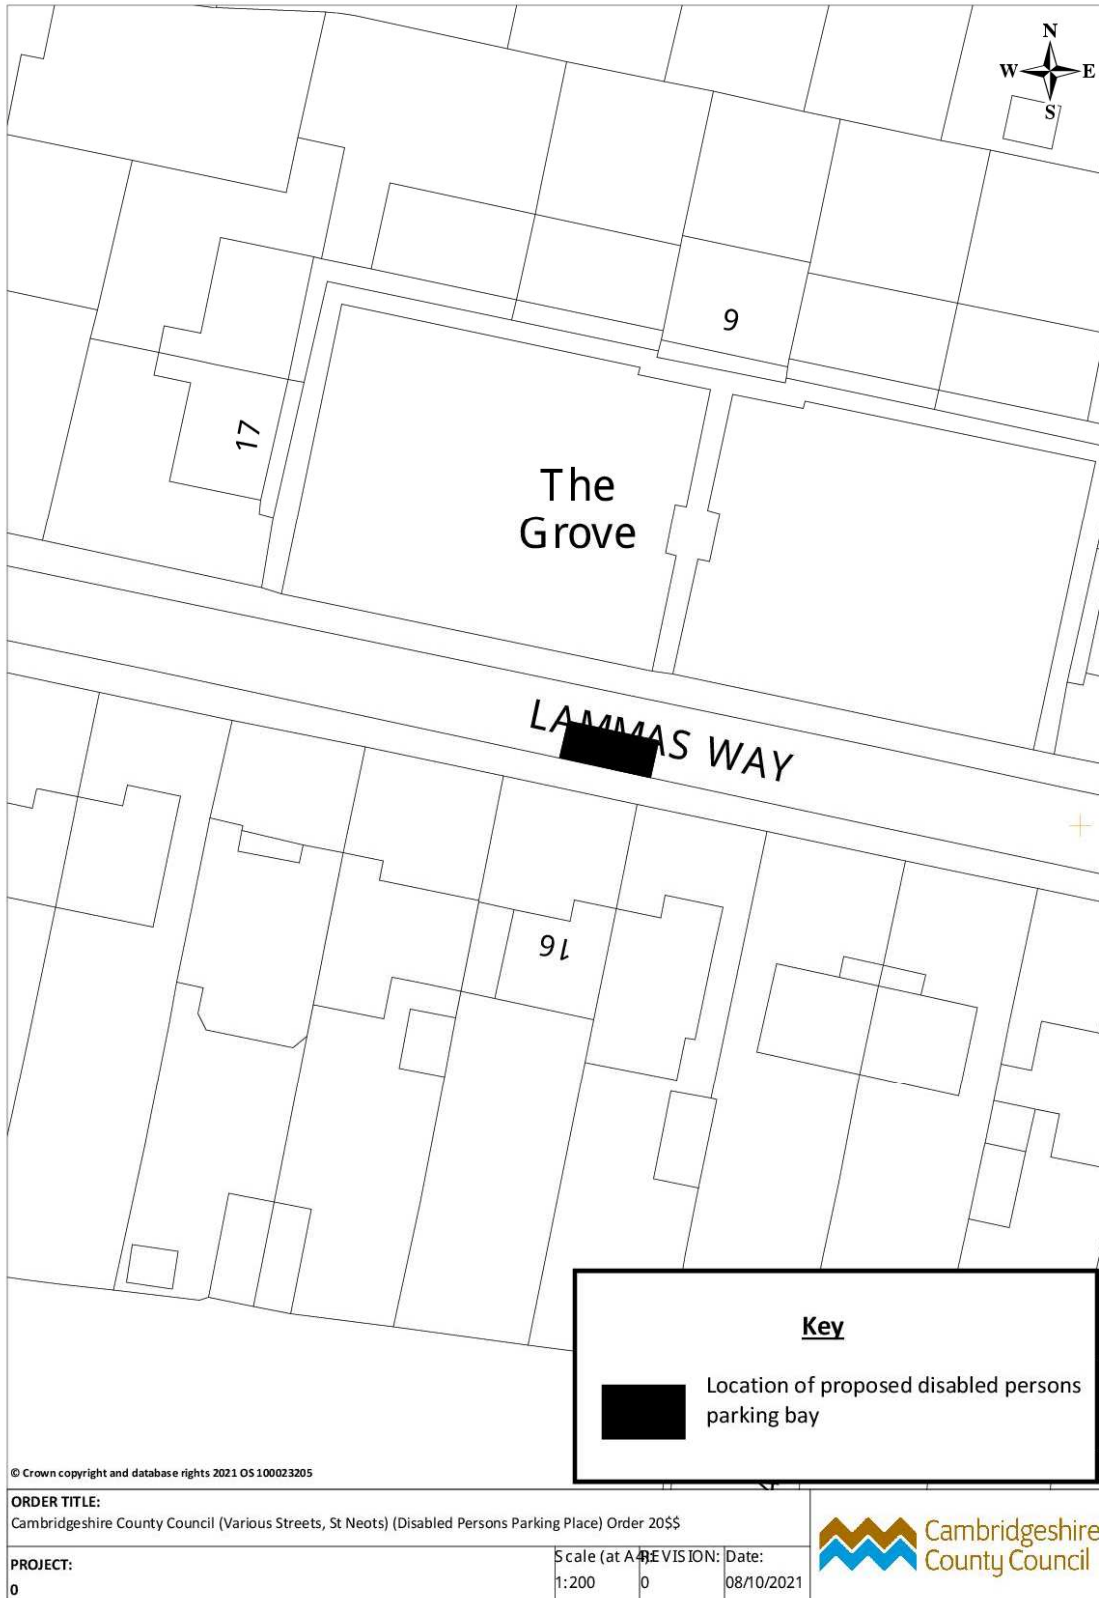 N
W E
S
9
17
The
Grove
LAMMAS WAY
16
Key
Location of proposed disabled persons
parking bay
© Crown copyright and database rights 2021 OS 100023205
ORDER TITLE:
Cambridgeshire County Council (Various Streets, St Neots) (Disabled Persons Parking Place) Order 20$$
PROJECT:
0
Scale (at A4):
1:200
REVISION:
0
Date:
08/10/2021
Cambridgeshire
County Council